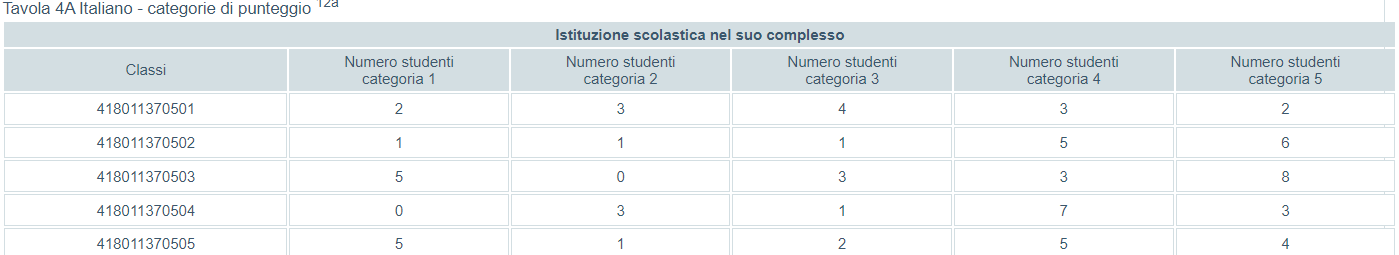 Tavola 4A Italiano - categorie di punteggio 12a
Istituzione scolastica nel suo complesso
Classi Numero studenti categoria 1 Numero studenti categoria 2 Numero studenti categoria 3 Numero studenti categoria 4 Numero studenti categoria 5
418011370501 2 3 4 3 2
418011370502 1 1 1 5 6
418011370503 5 0 3 3 8
418011370504 0 3 1 7 3
418011370505 5 1 2 5 4